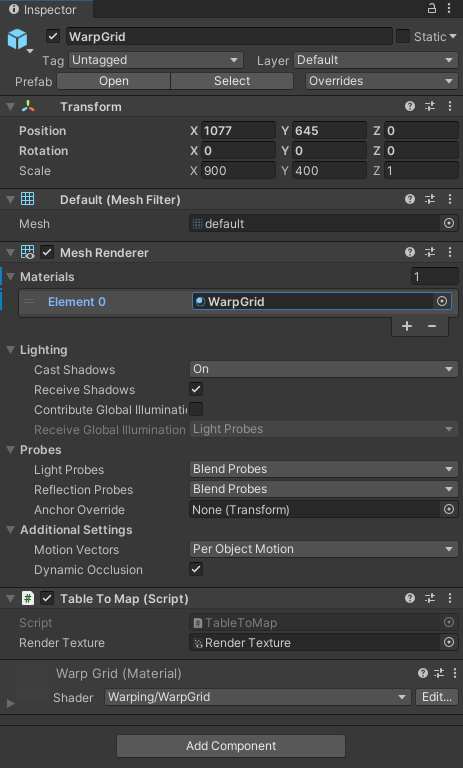 Inspector
WarpGrid Static
Tag Untagged Layer Default
Prefab Open Select Overrides
Transform
Position X 1077 Y 645 Z 0
Rotation X 0 Y 0 Z 0
Scale X 900 Y 400 Z 1
Default (Mesh Filter)
Mesh default
Mesh Renderer
Materials 1
Element 0 WarpGrid
+ −
Lighting
Cast Shadows On
Receive Shadows
Contribute Global Illuminati
Receive Global Illumination Light Probes
Probes
Light Probes Blend Probes
Reflection Probes Blend Probes
Anchor Override None (Transform)
Additional Settings
Motion Vectors Per Object Motion
Dynamic Occlusion
# Table To Map (Script)
Script # TableToMap
Render Texture Render Texture
Warp Grid (Material)
Shader Warping/WarpGrid Edit...
Add Component